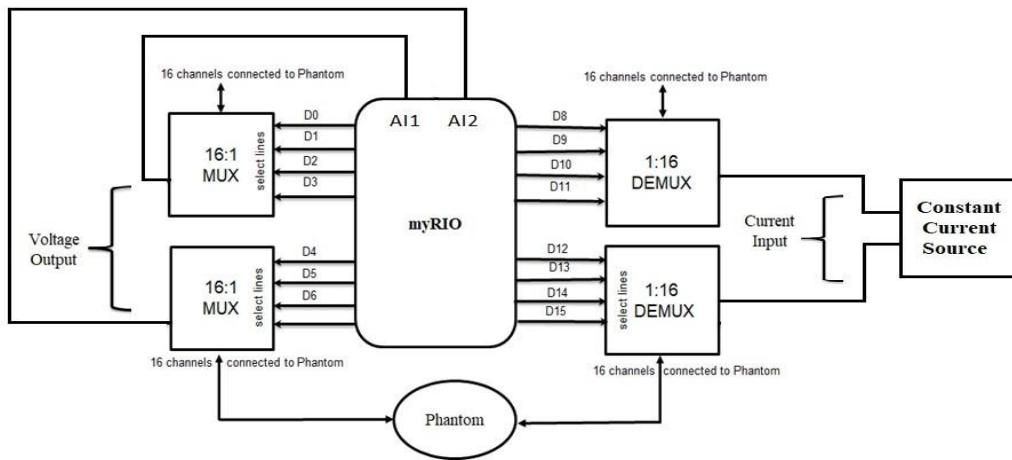 16 channels connected to Phantom
16:1
MUX
select lines
D0
D1
D2
D3
AI1 AI2
myRIO
D8
D9
D10
D11
16 channels connected to Phantom
1:16
DEMUX
Voltage
Output
Current
Input
Constant
Current
Source
16:1
MUX
select lines
D4
D5
D6
D12
D13
D14
D15
select lines
1:16
DEMUX
16 channels connected to Phantom
16 channels connected to Phantom
Phantom